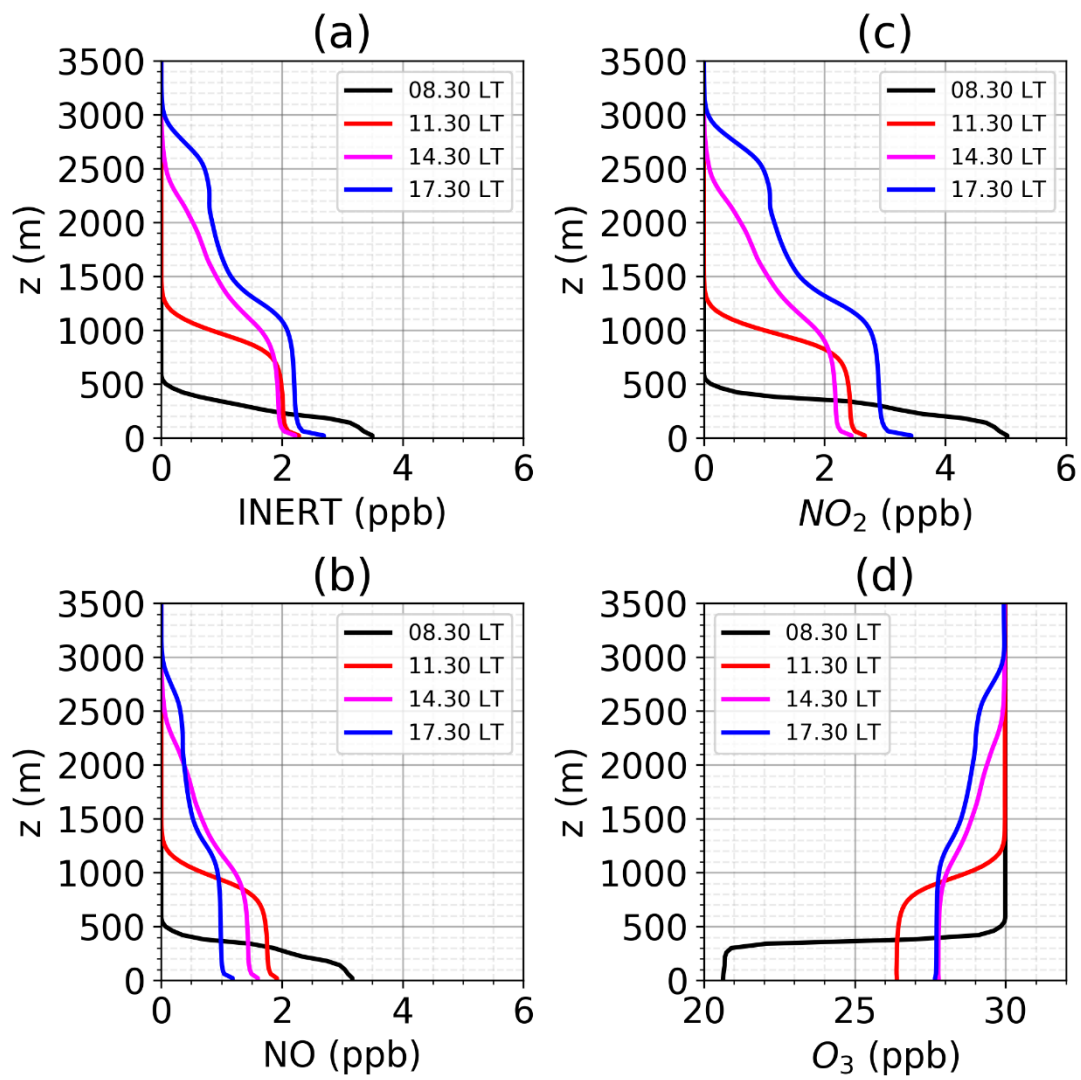 (a)
3500
3000
2500
2000
1500
1000
500
0
z (m)
08.30 LT
11.30 LT
14.30 LT
17.30 LT
0 2 4 6
INERT (ppb)
(c)
3500
3000
2500
2000
1500
1000
500
0
z (m)
08.30 LT
11.30 LT
14.30 LT
17.30 LT
0 2 4 6
NO₂ (ppb)
(b)
3500
3000
2500
2000
1500
1000
500
0
z (m)
08.30 LT
11.30 LT
14.30 LT
17.30 LT
0 2 4 6
NO (ppb)
(d)
3500
3000
2500
2000
1500
1000
500
0
z (m)
08.30 LT
11.30 LT
14.30 LT
17.30 LT
20 25 30
O₃ (ppb)